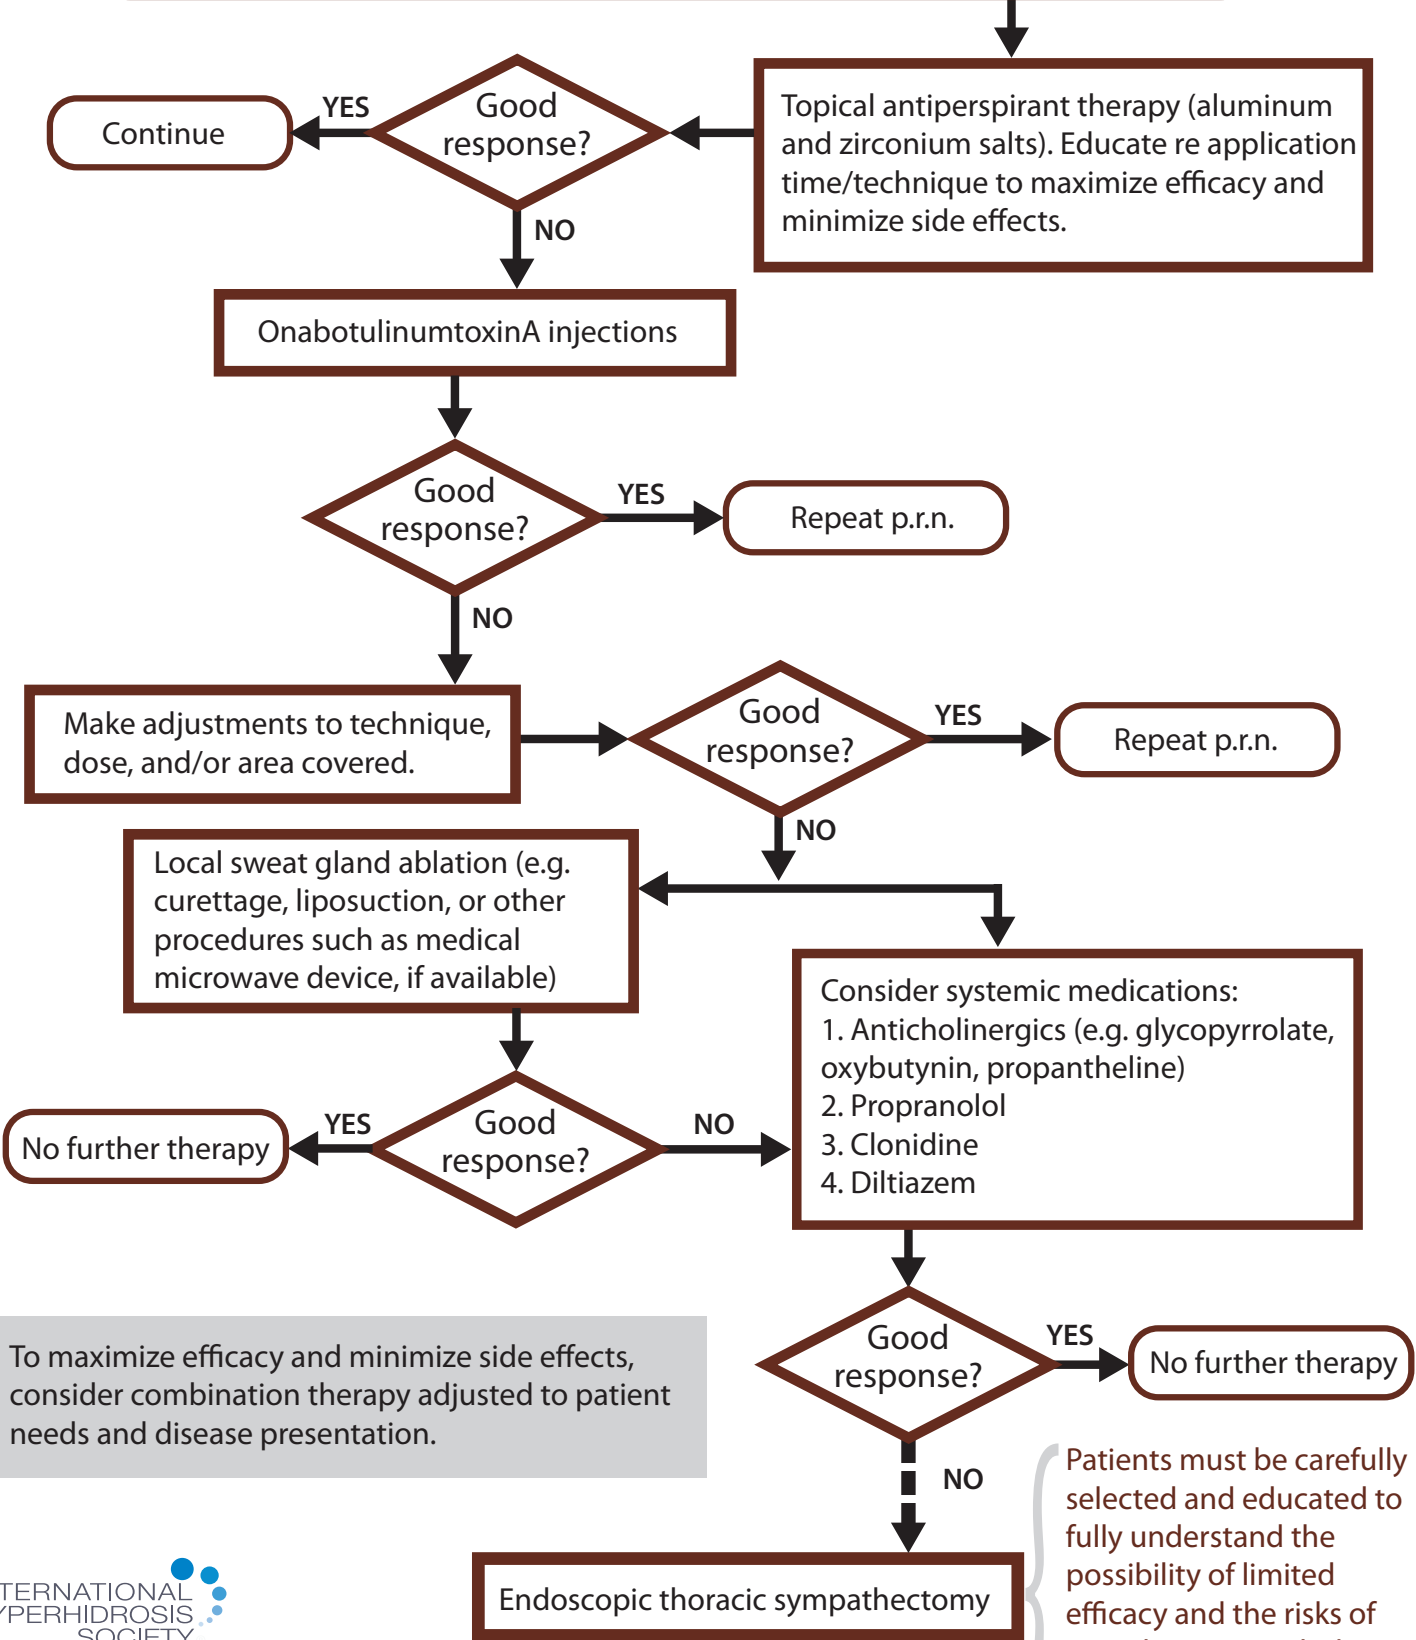 Topical antiperspirant therapy (aluminum
and zirconium salts). Educate re application
time/technique to maximize efficacy and
minimize side effects.
Good
response?
YES
Continue
NO
OnabotulinumtoxinA injections
Good
response?
YES
Repeat p.r.n.
NO
Make adjustments to technique,
dose, and/or area covered.
Good
response?
YES
Repeat p.r.n.
NO
Local sweat gland ablation (e.g.
curettage, liposuction, or other
procedures such as medical
microwave device, if available)
Good
response?
YES
No further therapy
NO
Consider systemic medications:
1. Anticholinergics (e.g. glycopyrrolate,
oxybutynin, propantheline)
2. Propranolol
3. Clonidine
4. Diltiazem
Good
response?
YES
No further therapy
NO
To maximize efficacy and minimize side effects,
consider combination therapy adjusted to patient
needs and disease presentation.
Endoscopic thoracic sympathectomy
Patients must be carefully
selected and educated to
fully understand the
possibility of limited
efficacy and the risks of
TERNATIONAL
YPERHIDROSIS
SOCIETY